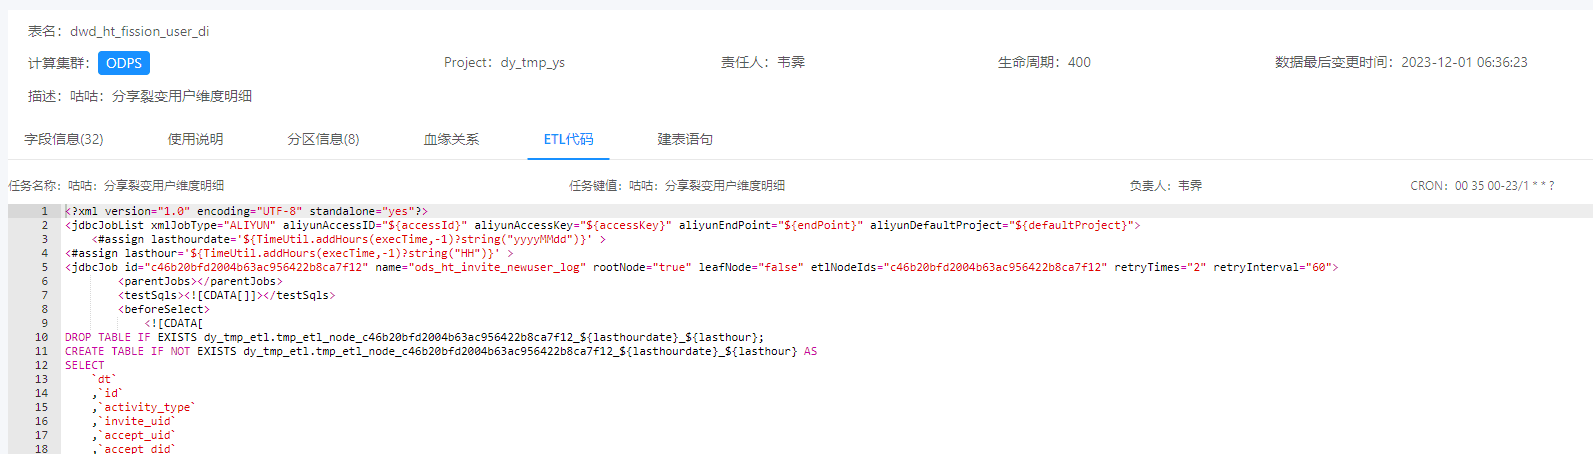 表名：dwd_ht_fission_user_di
计算集群：ODPS Project：dy_tmp_ys 责任人：韦霁 生命周期：400 数据最后变更时间：2023-12-01 06:36:23
描述：咕咕：分享裂变用户维度明细
字段信息(32) 使用说明 分区信息(8) 血缘关系 ETL代码 建表语句
任务名称：咕咕：分享裂变用户维度明细 任务键值：咕咕：分享裂变用户维度明细 负责人：韦霁 CRON：00 35 00-23/1 * * ?
1 <?xml version="1.0" encoding="UTF-8" standalone="yes"?>
2 <jdbcJobList xmlJobType="ALIYUN" aliyunAccessID="${accessId}" aliyunAccessKey="${accessKey}" aliyunEndPoint="${endPoint}" aliyunDefaultProject="${defaultProject}">
3 <#assign lasthourdate='${TimeUtil.addHours(execTime,-1)?string("yyyyMMdd")}' >
4 <#assign lasthour='${TimeUtil.addHours(execTime,-1)?string("HH")}' >
5 <jdbcJob id="c46b20bfd2004b63ac956422b8ca7f12" name="ods_ht_invite_newuser_log" rootNode="true" leafNode="false" etlNodeIds="c46b20bfd2004b63ac956422b8ca7f12" retryTimes="2" retryInterval="60">
6 <parentJobs></parentJobs>
7 <testSqls><![CDATA[]]></testSqls>
8 <beforeSelect>
9 <![CDATA[
10 DROP TABLE IF EXISTS dy_tmp_etl.tmp_etl_node_c46b20bfd2004b63ac956422b8ca7f12_${lasthourdate}_${lasthour};
11 CREATE TABLE IF NOT EXISTS dy_tmp_etl.tmp_etl_node_c46b20bfd2004b63ac956422b8ca7f12_${lasthourdate}_${lasthour} AS
12 SELECT
13 `dt`
14 ,`id`
15 ,`activity_type`
16 ,`invite_uid`
17 ,`accept_uid`
18 ,`accept_did`